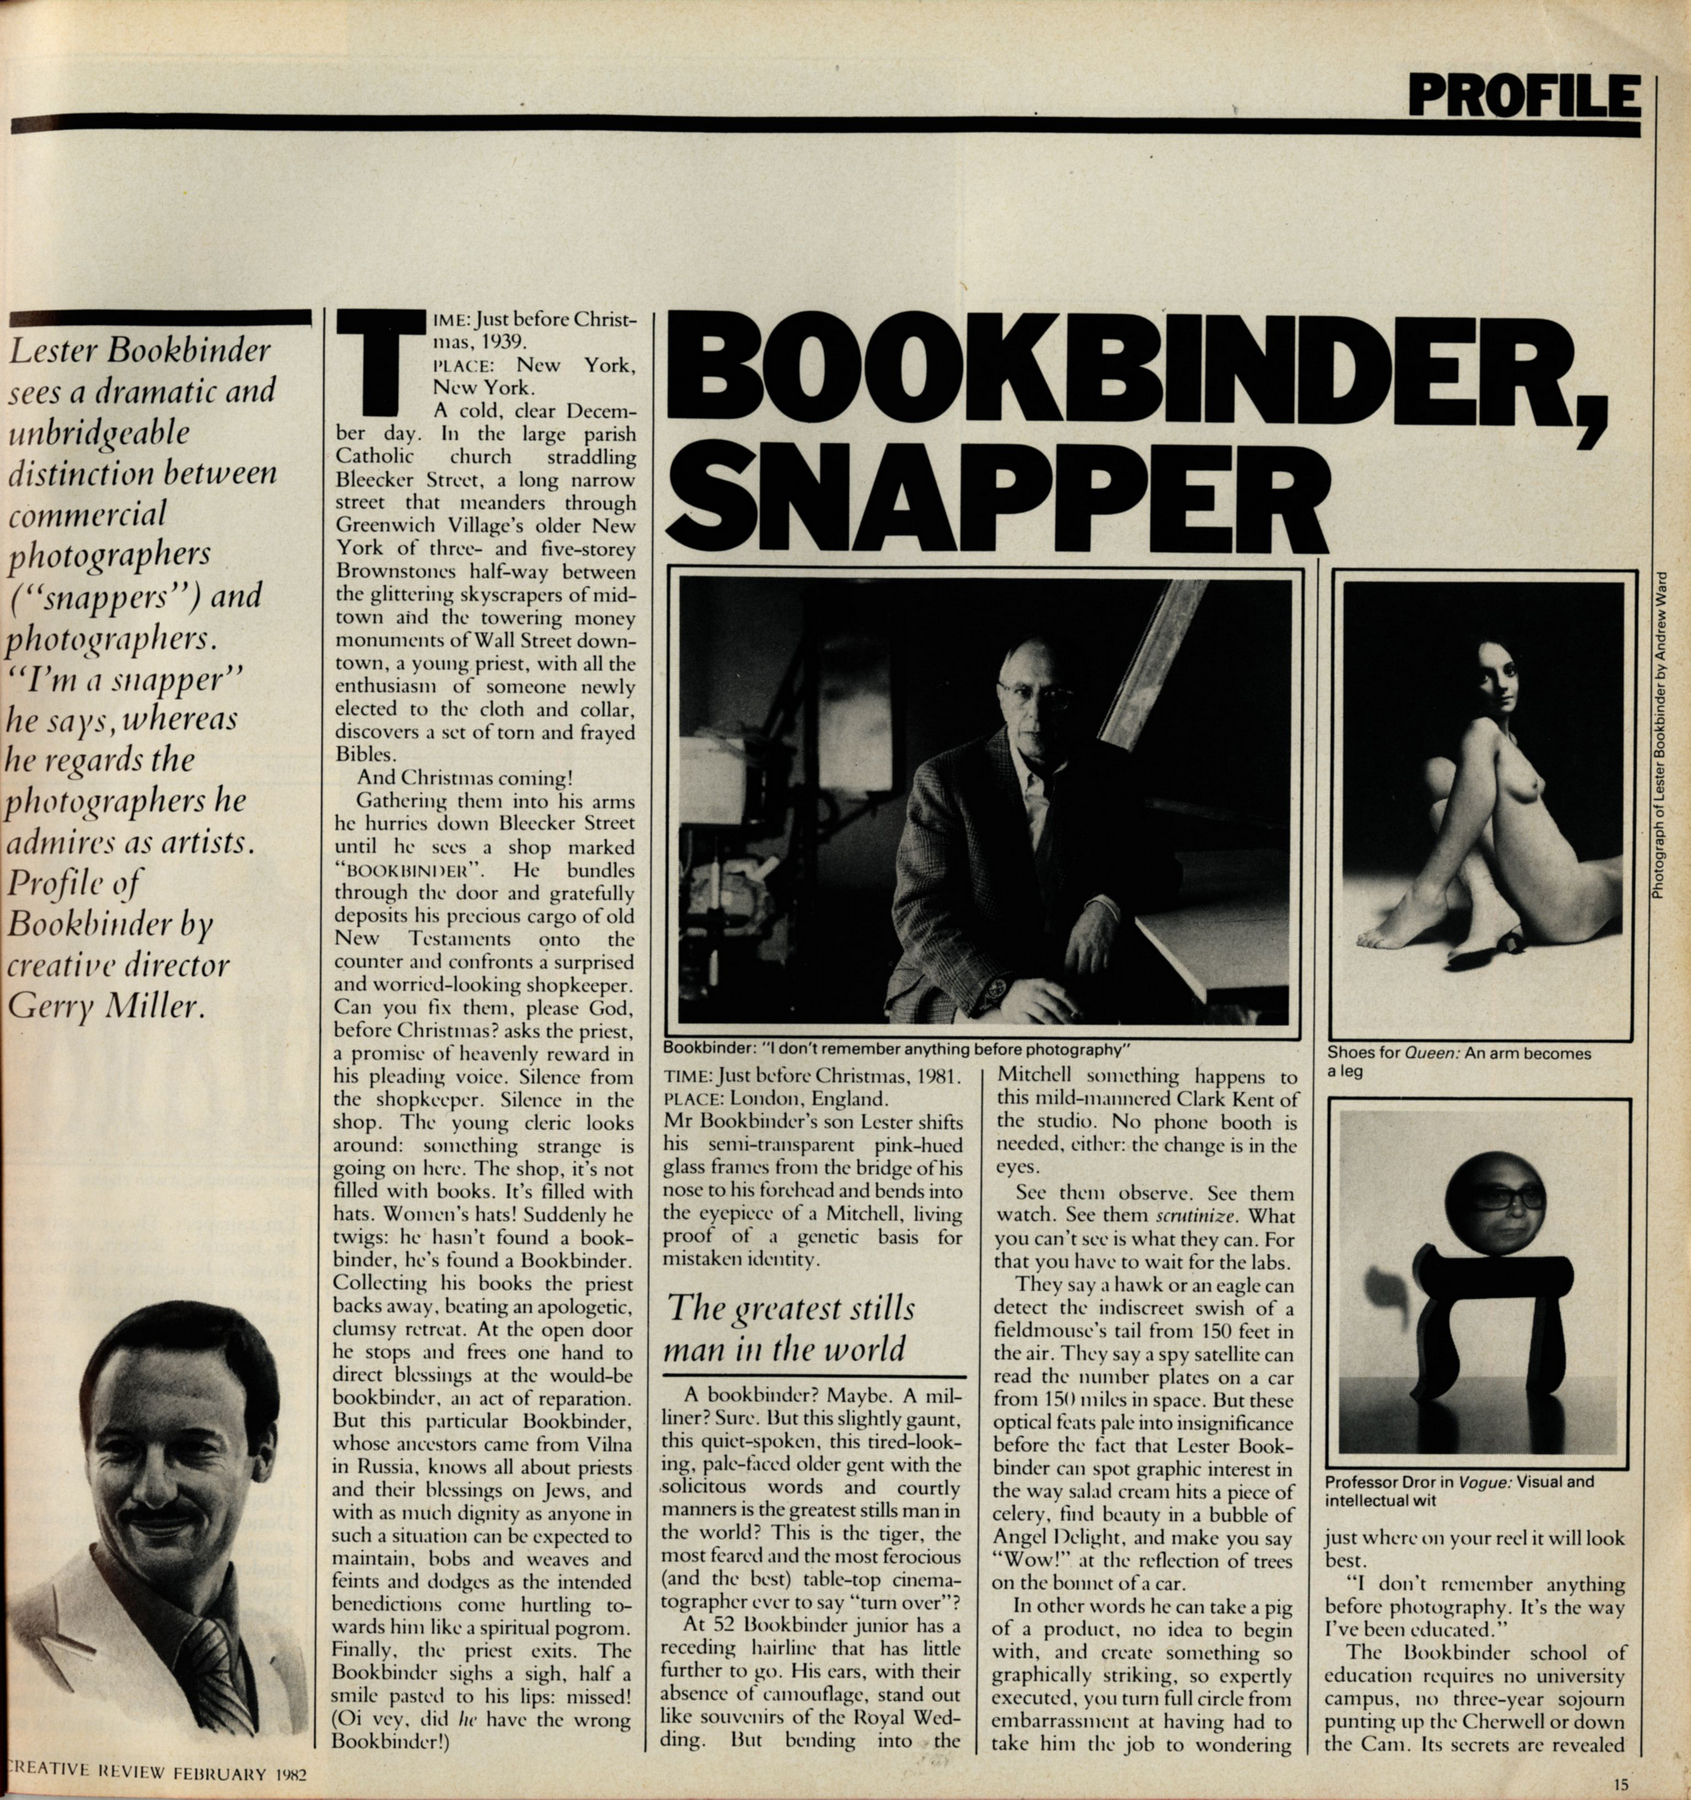 PROFILE
Lester Bookbinder
sees a dramatic and
unbridgeable
distinction between
commercial
photographers
(“snappers”) and
photographers.
“I’m a snapper”
he says, whereas
he regards the
photographers he
admires as artists.
Profile of
Bookbinder by
creative director
Gerry Miller.
TIME: Just before Christ-
mas, 1939.
PLACE: New York,
New York.
A cold, clear Decem-
ber day. In the large parish
Catholic church straddling
Bleecker Street, a long narrow
street that meanders through
Greenwich Village’s older New
York of three- and five-storey
Brownstones half-way between
the glittering skyscrapers of mid-
town and the towering money
monuments of Wall Street down-
town, a young priest, with all the
enthusiasm of someone newly
elected to the cloth and collar,
discovers a set of torn and frayed
Bibles.
And Christmas coming!
Gathering them into his arms
he hurries down Bleecker Street
until he sees a shop marked
“BOOKBINDER”. He bundles
through the door and gratefully
deposits his precious cargo of old
New Testaments onto the
counter and confronts a surprised
and worried-looking shopkeeper.
Can you fix them, please God,
before Christmas? asks the priest,
a promise of heavenly reward in
his pleading voice. Silence from
the shopkeeper. Silence in the
shop. The young cleric looks
around: something strange is
going on here. The shop, it’s not
filled with books. It’s filled with
hats. Women’s hats! Suddenly he
twigs: he hasn’t found a book-
binder, he’s found a Bookbinder.
Collecting his books the priest
backs away, beating an apologetic,
clumsy retreat. At the open door
he stops and frees one hand to
direct blessings at the would-be
bookbinder, an act of reparation.
But this particular Bookbinder,
whose ancestors came from Vilna
in Russia, knows all about priests
and their blessings on Jews, and
with as much dignity as anyone in
such a situation can be expected to
maintain, bobs and weaves and
feints and dodges as the intended
benedictions come hurtling to-
wards him like a spiritual pogrom.
Finally, the priest exits. The
Bookbinder sighs a sigh, half a
smile pasted to his lips: missed!
(Oi vey, did he have the wrong
Bookbinder!)
BOOKBINDER,
SNAPPER
Bookbinder: “I don’t remember anything before photography”
TIME: Just before Christmas, 1981.
PLACE: London, England.
Mr Bookbinder’s son Lester shifts
his semi-transparent pink-hued
glass frames from the bridge of his
nose to his forehead and bends into
the eyepiece of a Mitchell, living
proof of a genetic basis for
mistaken identity.
The greatest stills
man in the world
A bookbinder? Maybe. A mil-
liner? Sure. But this slightly gaunt,
this quiet-spoken, this tired-look-
ing, pale-faced older gent with the
solicitous words and courtly
manners is the greatest stills man in
the world? This is the tiger, the
most feared and the most ferocious
(and the best) table-top cinema-
tographer ever to say “turn over”?
At 52 Bookbinder junior has a
receding hairline that has little
further to go. His ears, with their
absence of camouflage, stand out
like souvenirs of the Royal Wed-
ding. But bending into the
Mitchell something happens to
this mild-mannered Clark Kent of
the studio. No phone booth is
needed, either: the change is in the
eyes.
See them observe. See them
watch. See them scrutinize. What
you can’t see is what they can. For
that you have to wait for the labs.
They say a hawk or an eagle can
detect the indiscreet swish of a
fieldmouse’s tail from 150 feet in
the air. They say a spy satellite can
read the number plates on a car
from 150 miles in space. But these
optical feats pale into insignificance
before the fact that Lester Book-
binder can spot graphic interest in
the way salad cream hits a piece of
celery, find beauty in a bubble of
Angel Delight, and make you say
“Wow!” at the reflection of trees
on the bonnet of a car.
In other words he can take a pig
of a product, no idea to begin
with, and create something so
graphically striking, so expertly
executed, you turn full circle from
embarrassment at having had to
take him the job to wondering
Shoes for Queen: An arm becomes
a leg
Professor Dror in Vogue: Visual and
intellectual wit
just where on your reel it will look
best.
“I don’t remember anything
before photography. It’s the way
I’ve been educated.”
The Bookbinder school of
education requires no university
campus, no three-year sojourn
punting up the Cherwell or down
the Cam. Its secrets are revealed
Photograph of Lester Bookbinder by Andrew Ward
CREATIVE REVIEW FEBRUARY 1982
15